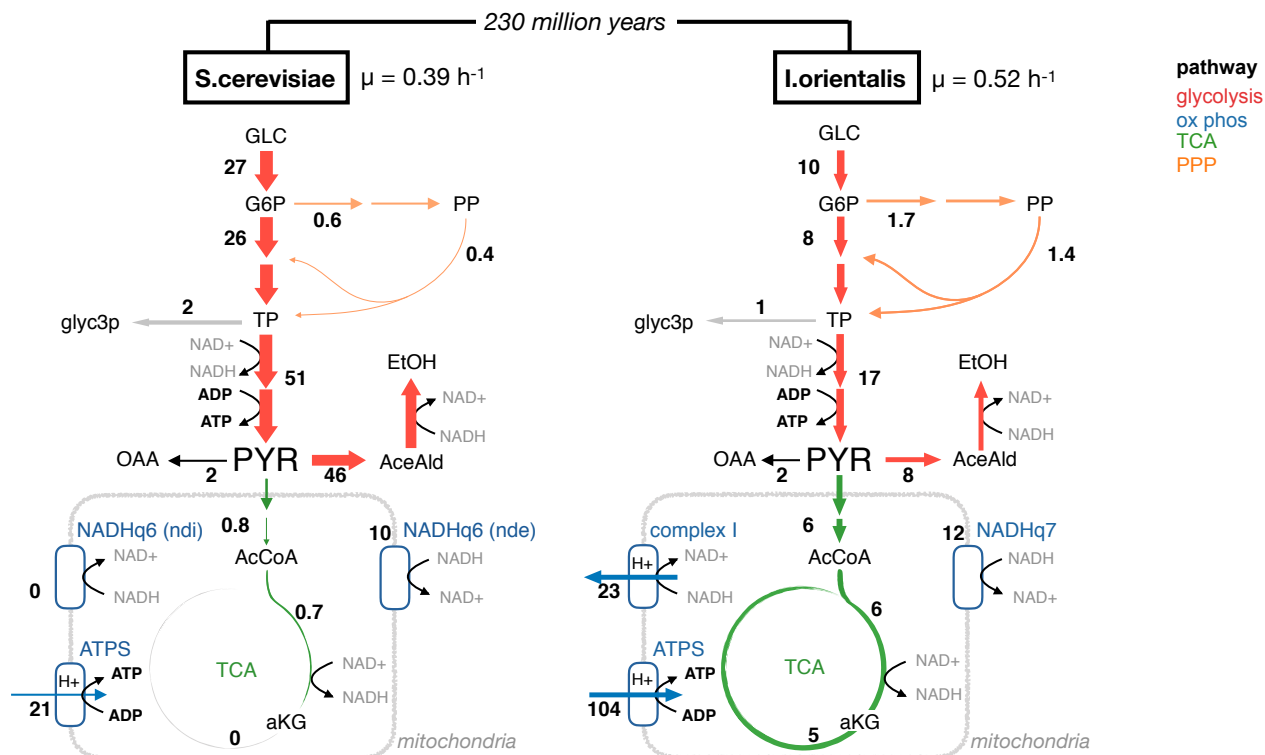 230 million years
S.cerevisiae
μ = 0.39 h-1
I.orientalis
μ = 0.52 h-1
pathway
glycolysis
ox phos
TCA
PPP
GLC
27
G6P
0.6
PP
26
0.4
2
glyc3p
TP
NAD+
NADH
51
ADP
ATP
EtOH
NAD+
NADH
OAA
2
PYR
46
AceAld
NADHq6 (ndi)
NAD+
0
NADH
0.8
AcCoA
10
NADHq6 (nde)
NADH
NAD+
0.7
ATPS
H+
ATP
21
ADP
TCA
NAD+
NADH
aKG
0
mitochondria
GLC
10
G6P
1.7
PP
8
1.4
1
glyc3p
TP
NAD+
NADH
17
ADP
ATP
EtOH
NAD+
NADH
OAA
2
PYR
8
AceAld
complex I
H+
NAD+
23
NADH
6
AcCoA
12
NADHq7
NADH
NAD+
6
ATPS
H+
ATP
104
ADP
TCA
NAD+
NADH
aKG
5
mitochondria